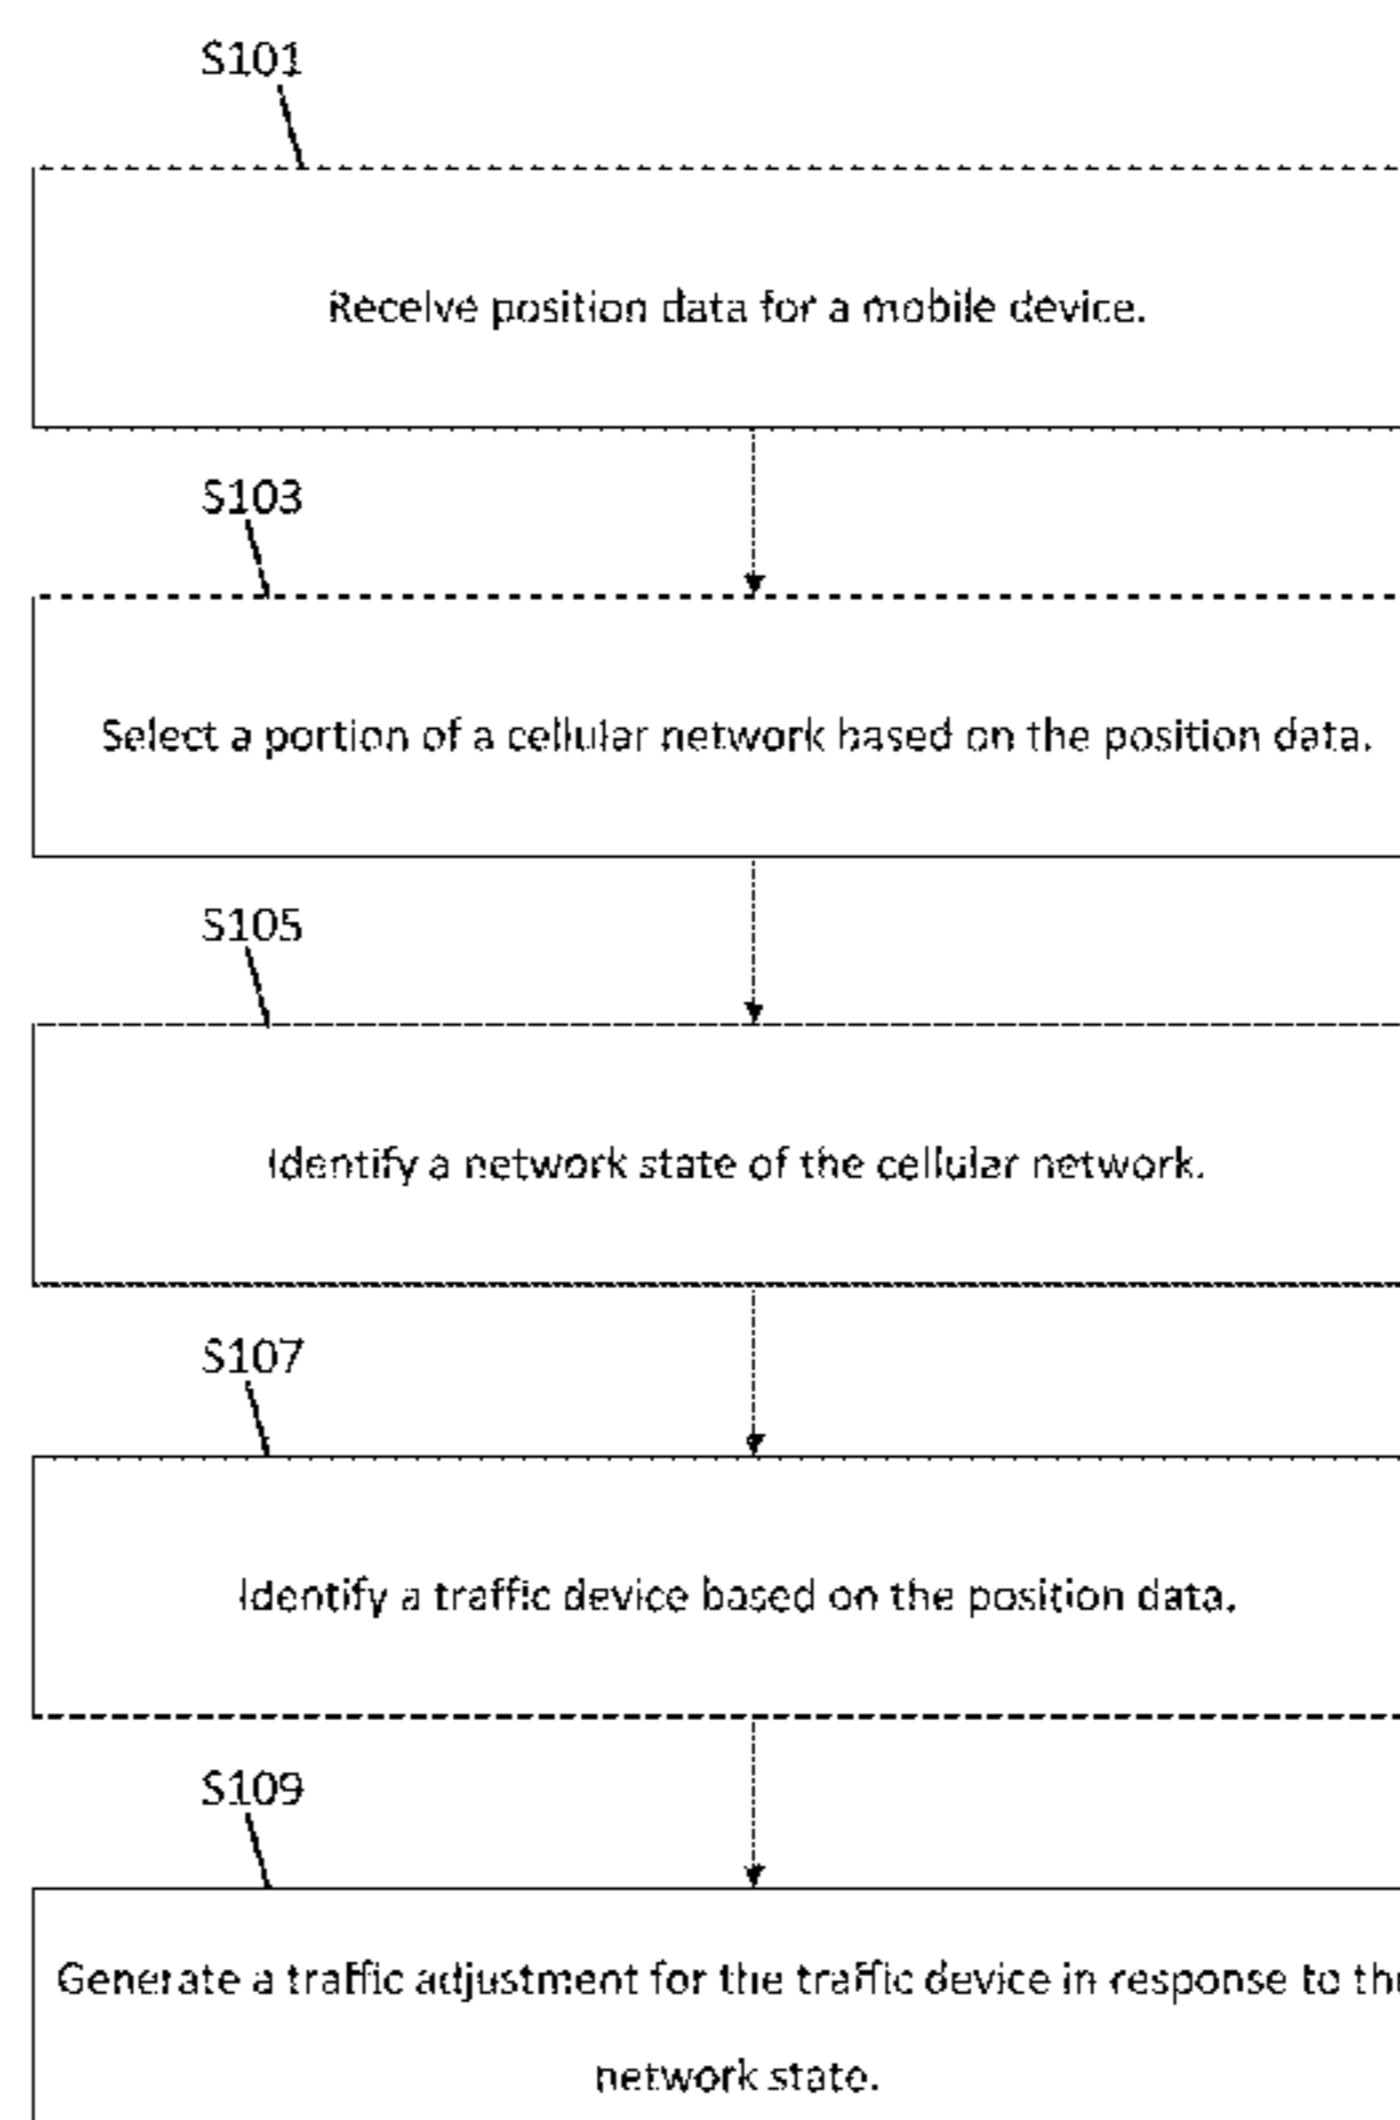 S101
Receive position data for a mobile device.
S103
Select a portion of a cellular network based on the position data.
S105
Identify a network state of the cellular network.
S107
Identify a traffic device based on the position data.
S109
Generate a traffic adjustment for the traffic device in response to the
network state.